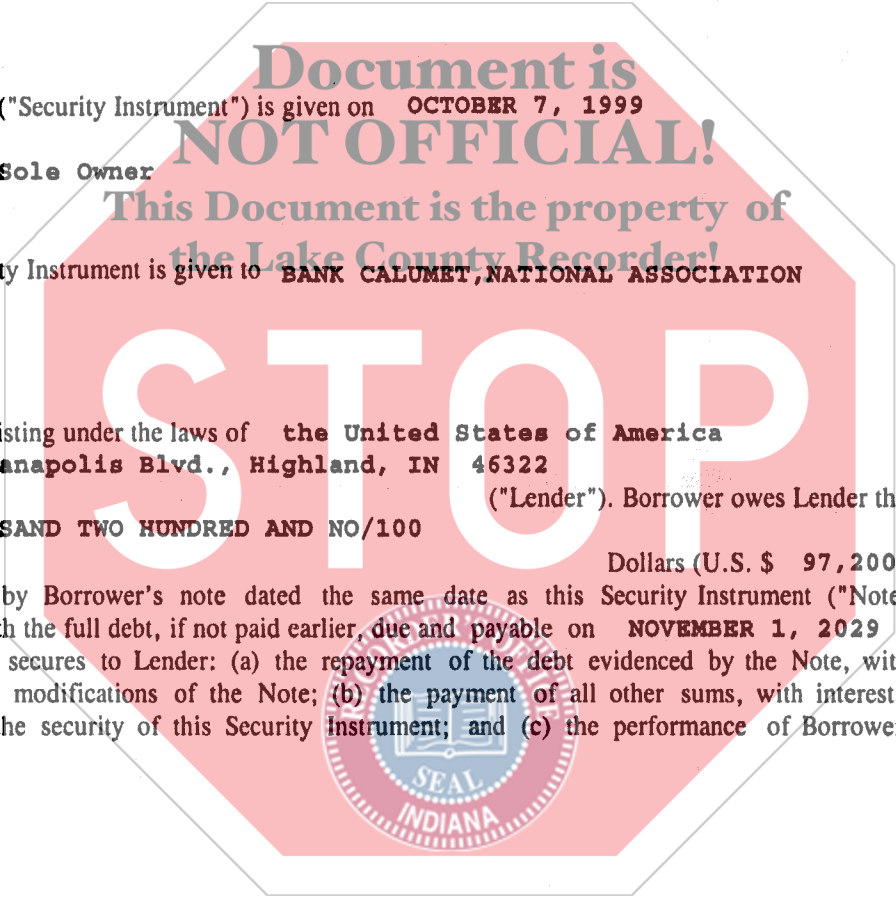 Document is
("Security Instrument") is given on OCTOBER 7, 1999
NOT OFFICIAL!
Sole Owner
This Document is the property of
the Lake County Recorder!
ty Instrument is given to BANK CALUMET,NATIONAL ASSOCIATION
STOP
isting under the laws of the United States of America
anapolis Blvd., Highland, IN 46322
("Lender"). Borrower owes Lender th
SAND TWO HUNDRED AND NO/100
Dollars (U.S. $ 97,200
by Borrower's note dated the same date as this Security Instrument ("Note
h the full debt, if not paid earlier, due and payable on NOVEMBER 1, 2029
secures to Lender: (a) the repayment of the debt evidenced by the Note, wit
modifications of the Note; (b) the payment of all other sums, with interest
he security of this Security Instrument; and (c) the performance of Borrowe
RECORDER'S OFFICE
SEAL
INDIANA